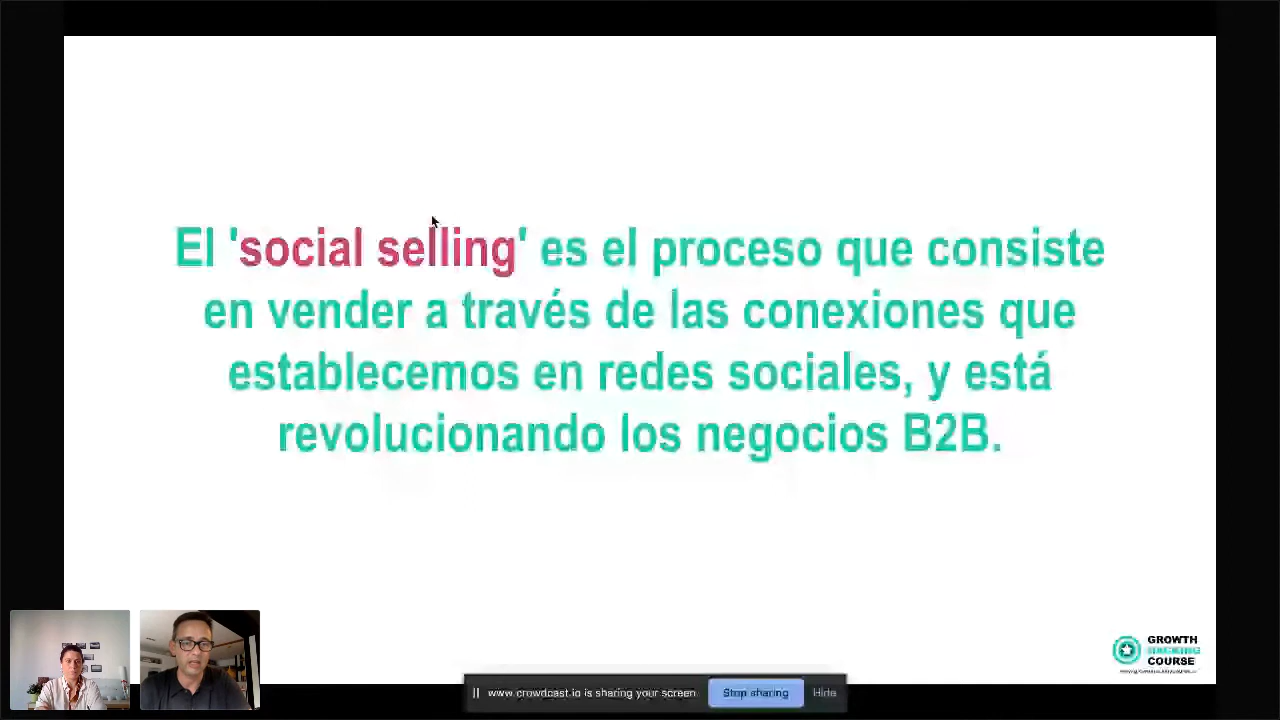 El 'social selling' es el proceso que consiste
en vender a través de las conexiones que
establecemos en redes sociales, y está
revolucionando los negocios B2B.
GROWTH
HACKING
COURSE
www.crowdcast.io is sharing your screen
Stop sharing
Hide